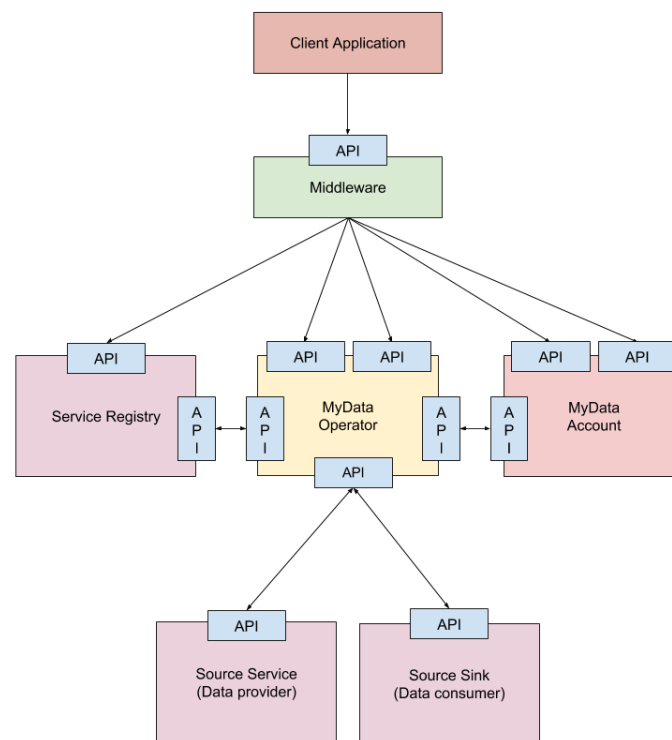 Client Application
API
Middleware
API
API
API
API
API
Service Registry
A
P
I
A
P
I
MyData
Operator
A
P
I
A
P
I
MyData
Account
API
API
API
Source Service
(Data provider)
Source Sink
(Data consumer)